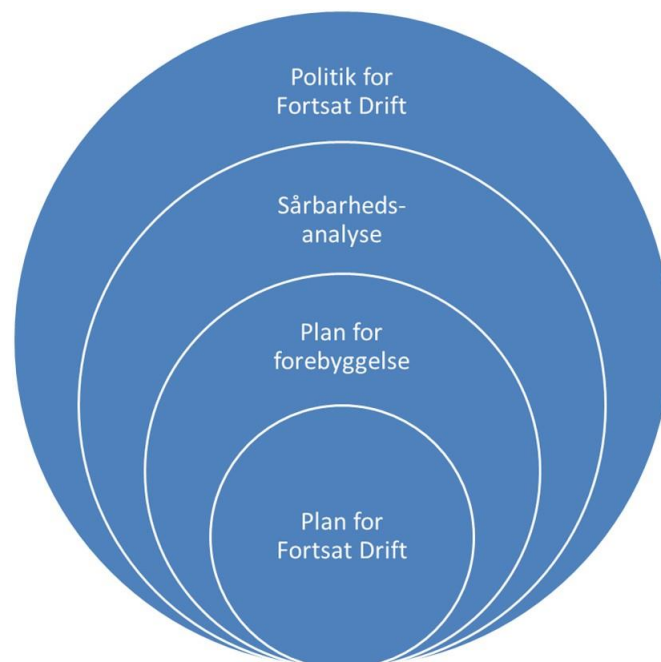 Politik for
Fortsat Drift
Sårbarheds-
analyse
Plan for
forebyggelse
Plan for
Fortsat Drift